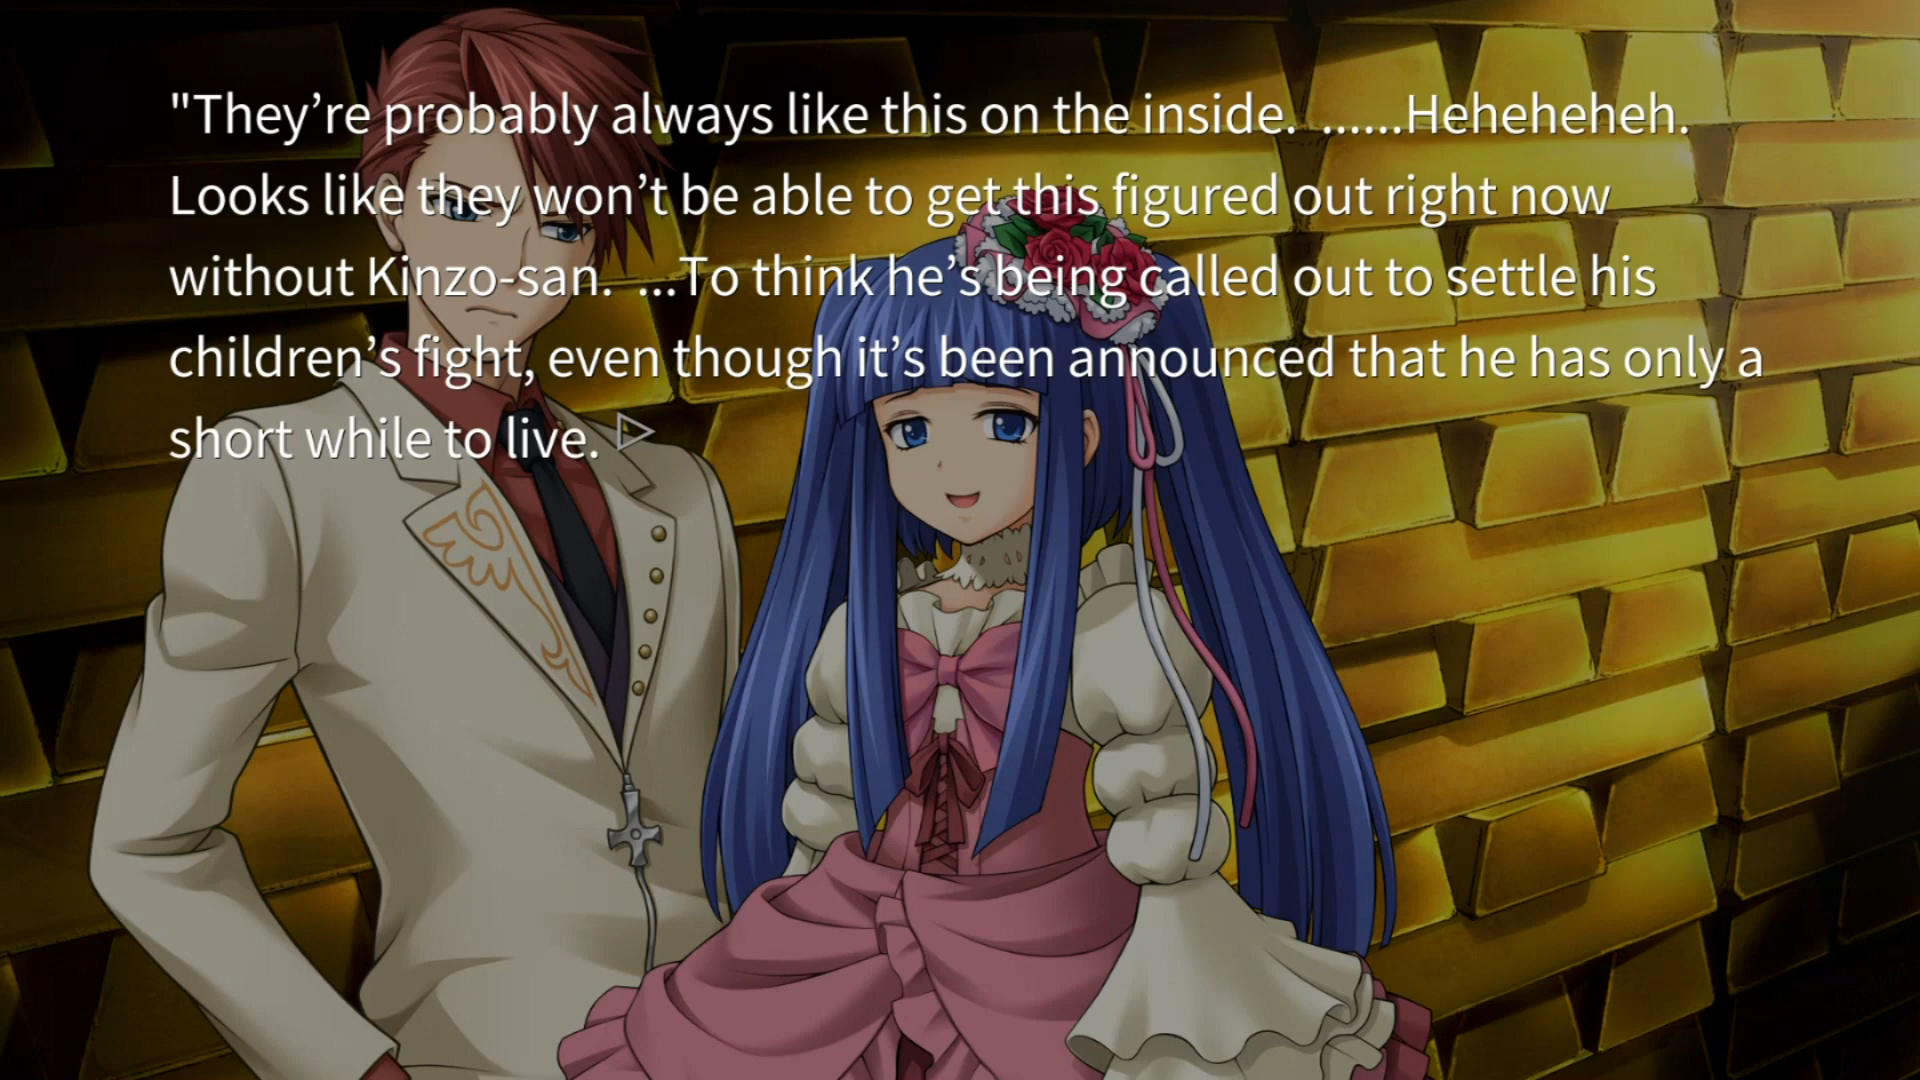 "They’re probably always like this on the inside.  ......Heheheheh.
Looks like they won’t be able to get this figured out right now
without Kinzo-san.  ...To think he’s being called out to settle his
children’s fight, even though it’s been announced that he has only a
short while to live.